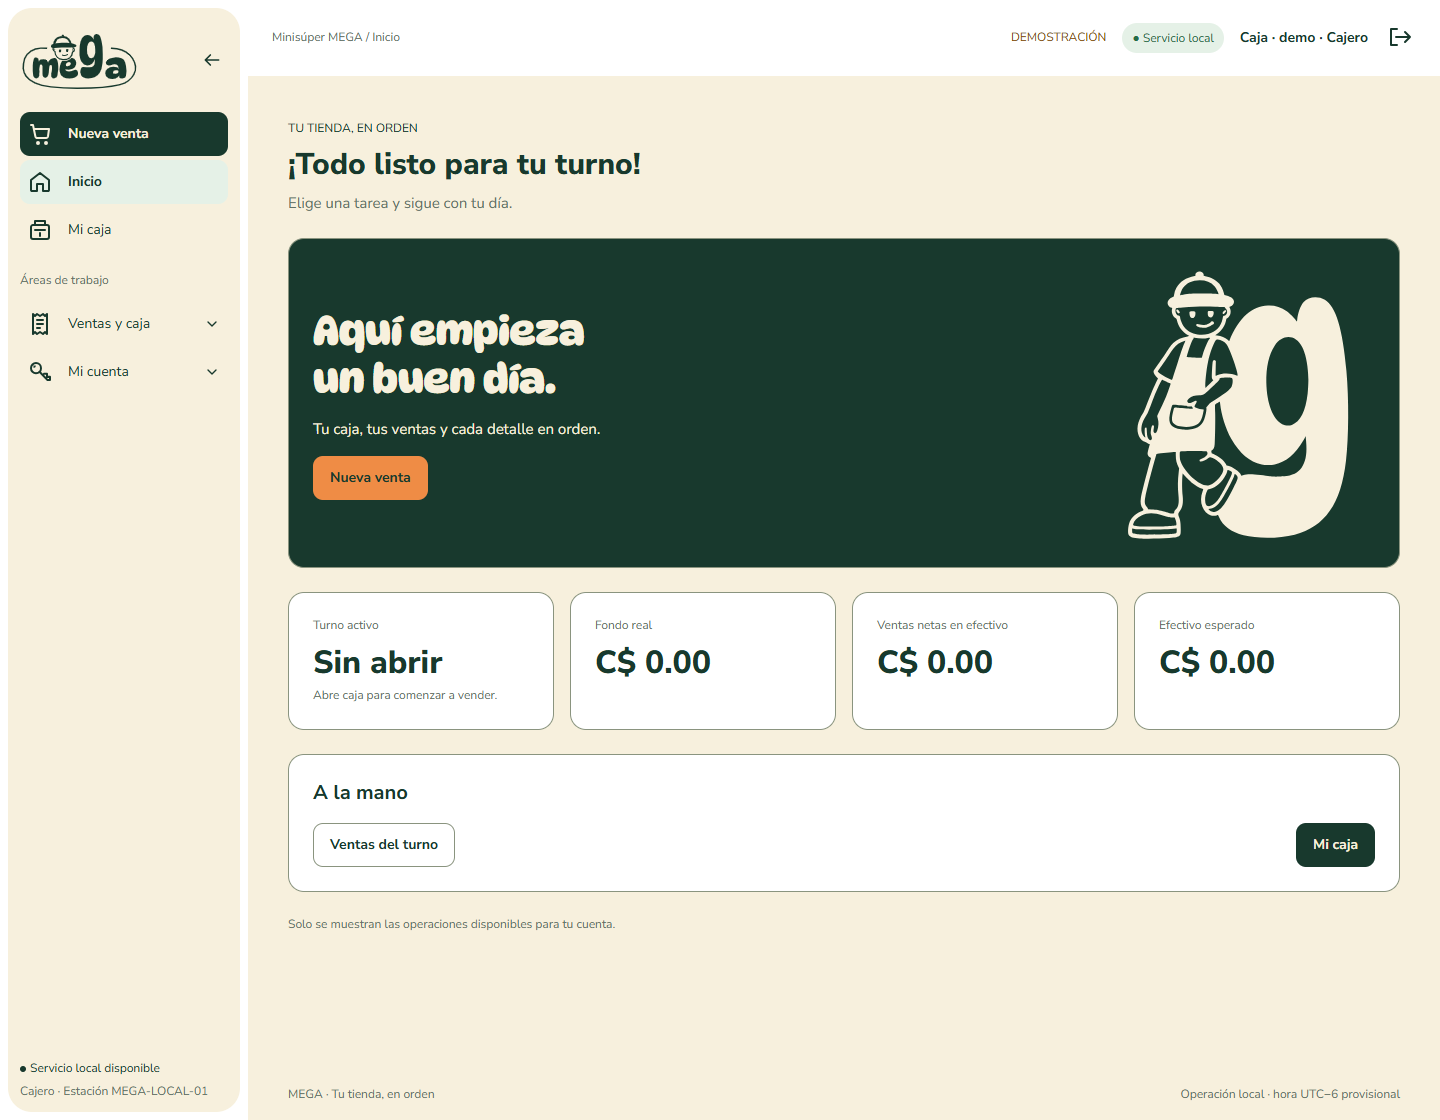 mega
Minisúper MEGA / Inicio
DEMOSTRACIÓN
● Servicio local
Caja · demo · Cajero
Nueva venta
Inicio
Mi caja
Áreas de trabajo
Ventas y caja
Mi cuenta
● Servicio local disponible
Cajero · Estación MEGA-LOCAL-01
TU TIENDA, EN ORDEN
¡Todo listo para tu turno!
Elige una tarea y sigue con tu día.
Aquí empieza
un buen día.
Tu caja, tus ventas y cada detalle en orden.
Nueva venta
g
Turno activo
Sin abrir
Abre caja para comenzar a vender.
Fondo real
C$ 0.00
Ventas netas en efectivo
C$ 0.00
Efectivo esperado
C$ 0.00
A la mano
Ventas del turno
Mi caja
Solo se muestran las operaciones disponibles para tu cuenta.
MEGA · Tu tienda, en orden
Operación local · hora UTC−6 provisional